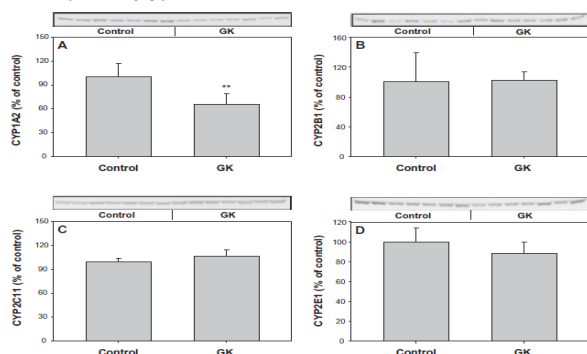 Control GK
A
CYP1A2 (% of control)
150
120
90
60
30
0
**
Control GK
Control GK
B
CYP2B1 (% of control)
160
120
80
40
0
Control GK
Control GK
C
CYP2C11 (% of control)
150
120
90
60
30
0
Control GK
Control GK
D
CYP2E1 (% of control)
120
100
80
60
40
20
0
Control GK